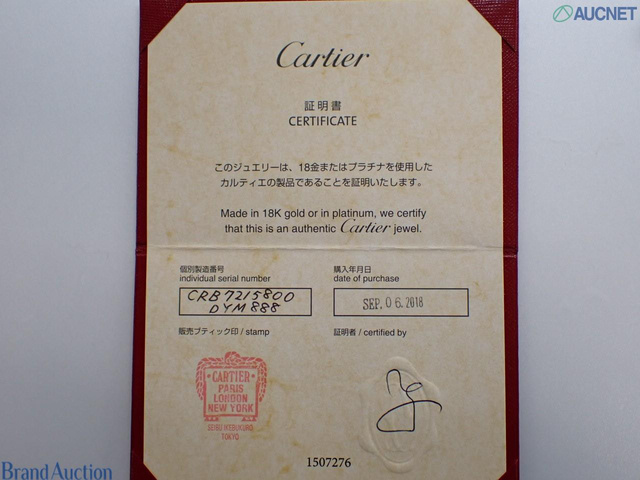 AUCNET
Cartier
証明書
CERTIFICATE
このジュエリーは、18金またはプラチナを使用した
カルティエの製品であることを証明いたします。
Made in 18K gold or in platinum, we certify
that this is an authentic Cartier jewel.
個別製造番号
individual serial number
CRB7215800
DYM888
購入年月日
date of purchase
SEP. 06.2018
販売ブティック印 / stamp
証明者 / certified by
CARTIER
PARIS
LONDON
NEW YORK
SEIBU IKEBUKURO
TOKYO
1507276
Brand Auction